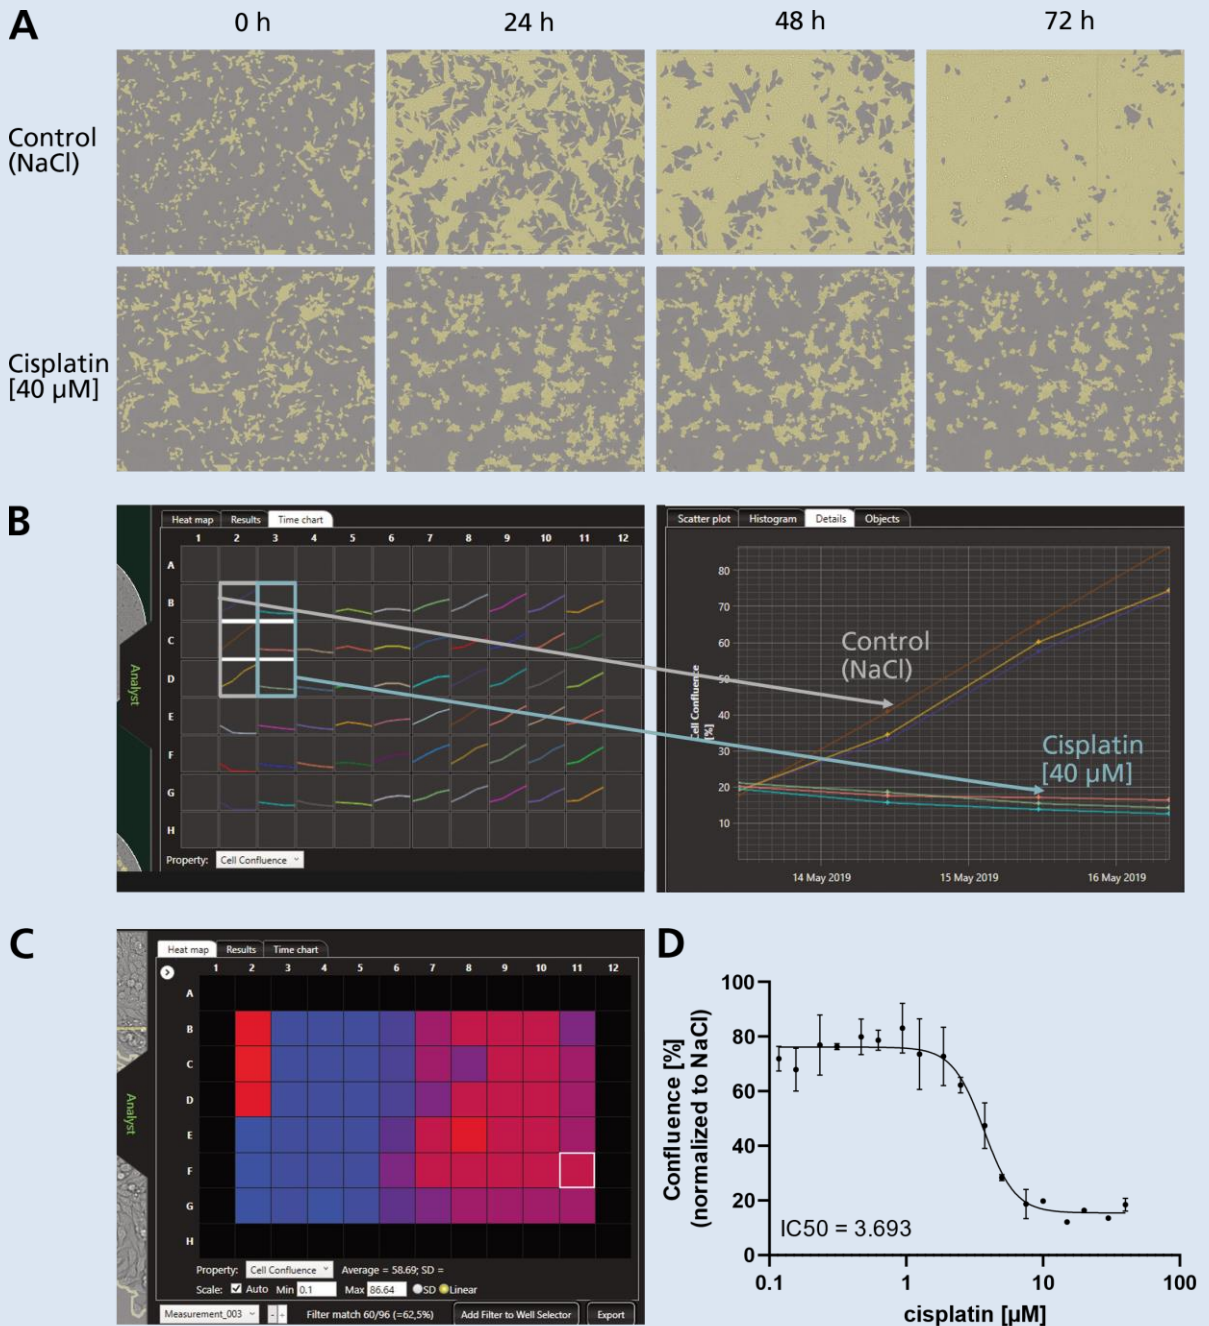 A
0 h 24 h 48 h 72 h
Control
(NaCl)
Cisplatin
[40 µM]
B
Heat map Results Time chart
1 2 3 4 5 6 7 8 9 10 11 12
A
B
C
D
E
F
G
H
Analyst
Property: Cell Confluence
Scatter plot Histogram Details Objects
80
70
60
50
40
30
20
10
Cell Confluence
[%]
Control
(NaCl)
Cisplatin
[40 µM]
14 May 2019 15 May 2019 16 May 2019
C
Heat map Results Time chart
1 2 3 4 5 6 7 8 9 10 11 12
A
B
C
D
E
F
G
H
Analyst
Property: Cell Confluence Average = 58.69; SD =
Scale: Auto Min 0.1 Max 86.64 SD Linear
Measurement_003 - - Filter match 60/96 (=62,5%) Add Filter to Well Selector Export
D
100
80
60
40
20
0
Confluence [%]
(normalized to NaCl)
IC50 = 3.693
0.1 1 10 100
cisplatin [µM]